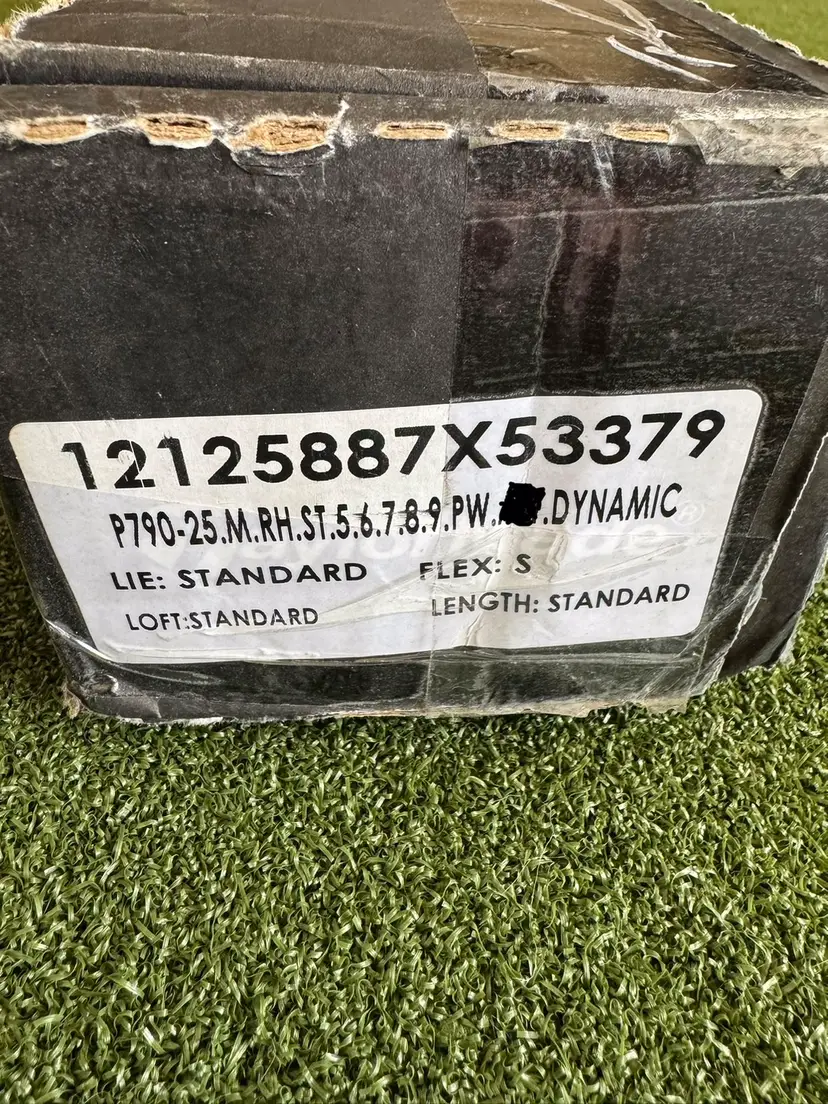 12125887X53379
P790-25.M.RH.ST.5.6.7.8.9.PW. .DYNAMIC
LIE: STANDARD FLEX: S
LOFT:STANDARD LENGTH: STANDARD